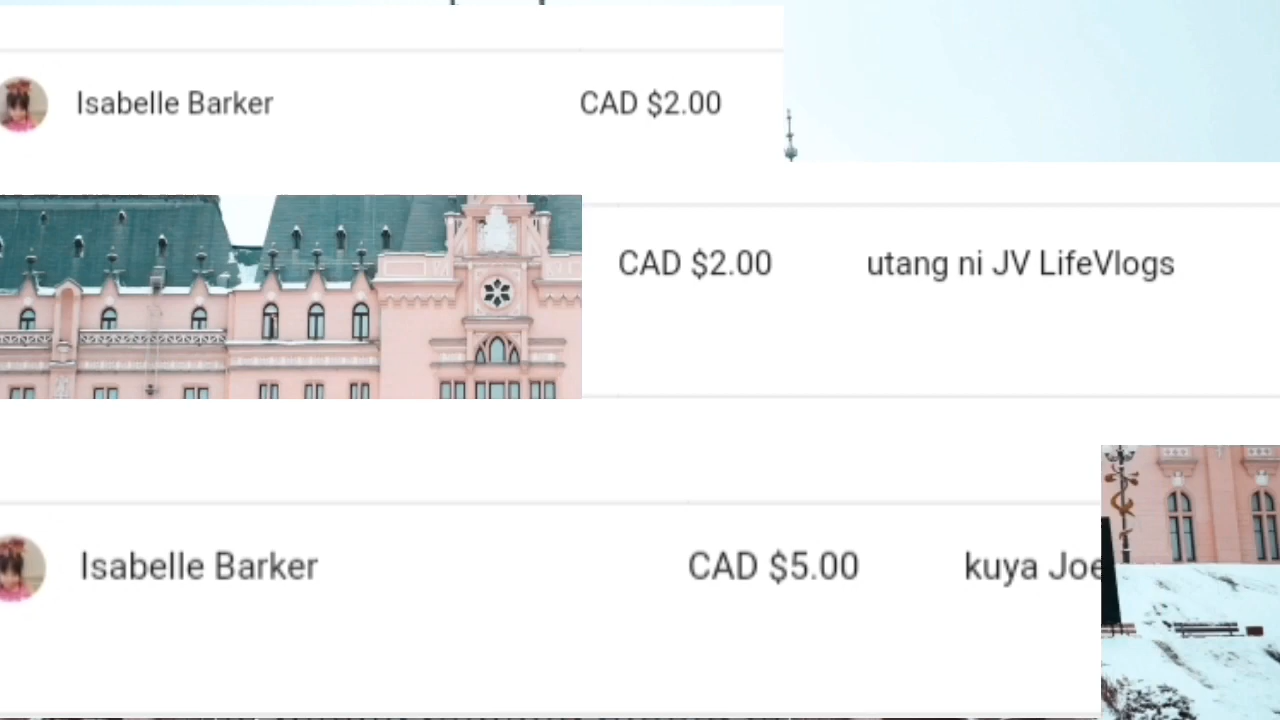 Isabelle Barker CAD $2.00
CAD $2.00 utang ni JV LifeVlogs
Isabelle Barker CAD $5.00 kuya Joe